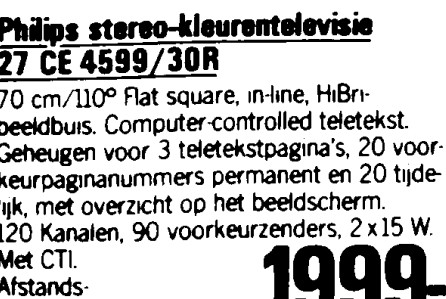 Philips stereo-kleurentelevisie
27 CE 4599/30R
70 cm/110° Flat square, in-line, HiBri-
beeldbuis. Computer-controlled teletekst.
Geheugen voor 3 teletekstpagina's, 20 voor-
keurpaginanummers permanent en 20 tijde-
lijk, met overzicht op het beeldscherm.
120 Kanalen, 90 voorkeurzenders, 2 x 15 W.
Met CTI.
Afstands-
1999,-